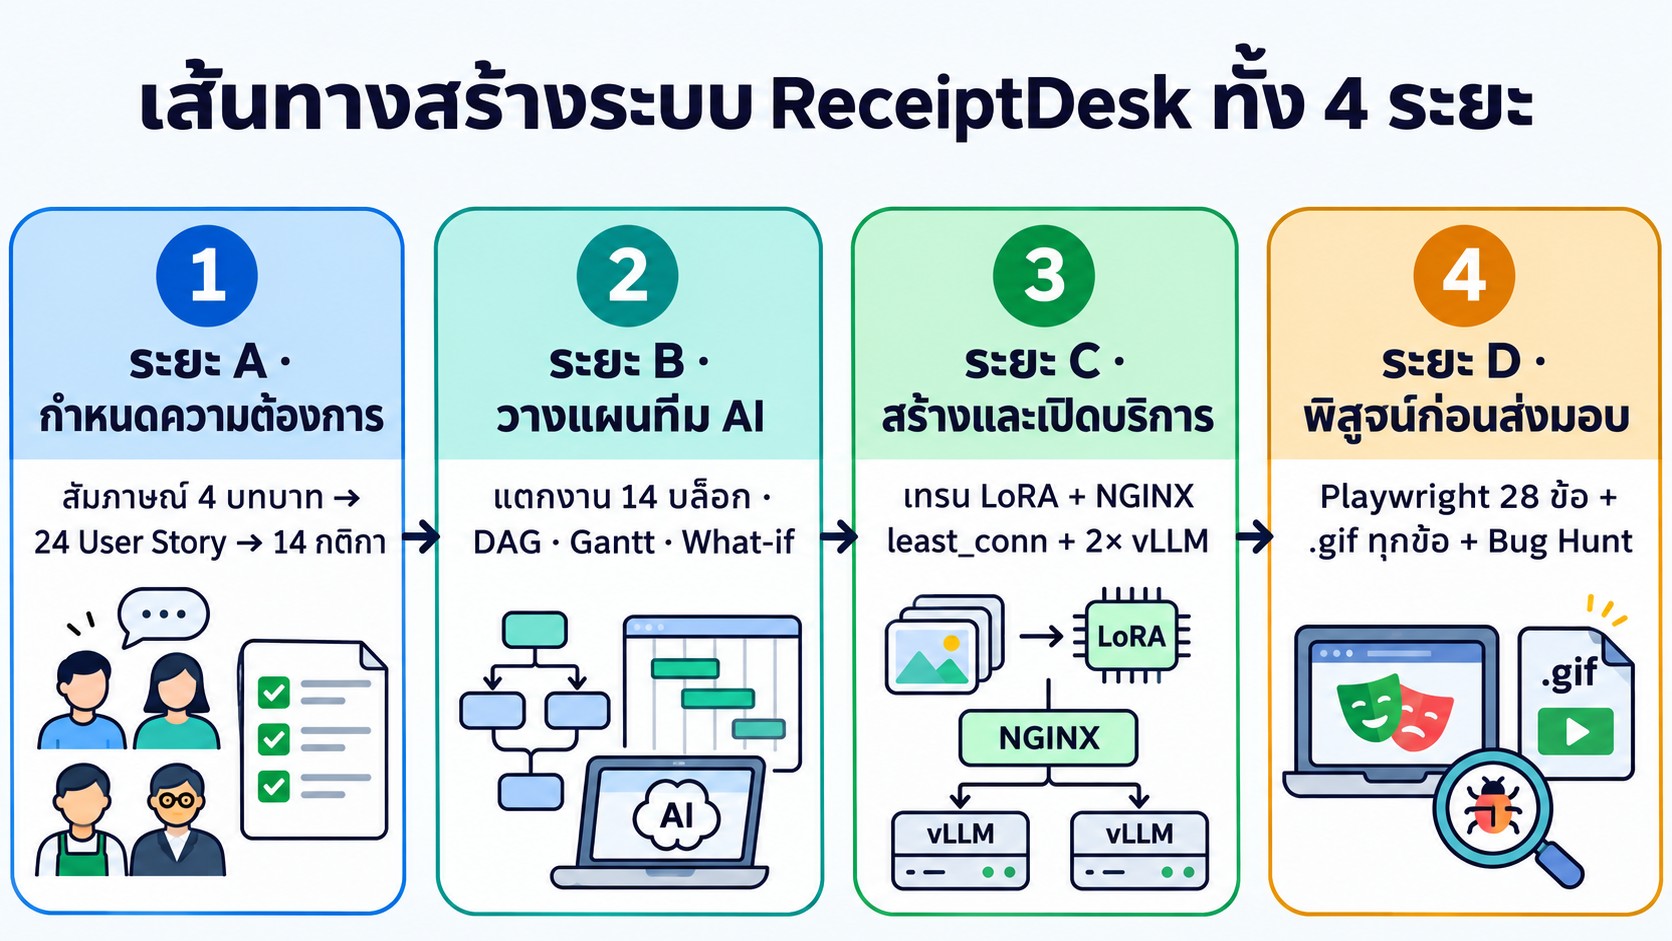 เส้นทางสร้างระบบ ReceiptDesk ทั้ง 4 ระยะ
1
ระยะ A ·
กำหนดความต้องการ
สัมภาษณ์ 4 บทบาท →
24 User Story → 14 กติกา
2
ระยะ B ·
วางแผนทีม AI
แตกงาน 14 บล็อก ·
DAG · Gantt · What-if
AI
3
ระยะ C ·
สร้างและเปิดบริการ
เทรน LoRA + NGINX
least_conn + 2× vLLM
LoRA
NGINX
vLLM
vLLM
4
ระยะ D ·
พิสูจน์ก่อนส่งมอบ
Playwright 28 ข้อ +
.gif ทุกข้อ + Bug Hunt
.gif